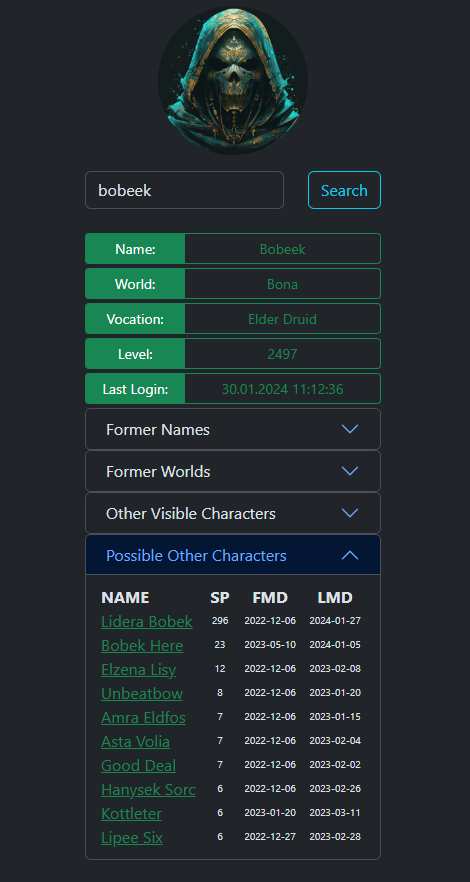 bobeek Search
Name: Bobeek
World: Bona
Vocation: Elder Druid
Level: 2497
Last Login: 30.01.2024 11:12:36
Former Names
Former Worlds
Other Visible Characters
Possible Other Characters
NAME SP FMD LMD
Lidera Bobek 296 2022-12-06 2024-01-27
Bobek Here 23 2023-05-10 2024-01-05
Elzena Lisy 12 2022-12-06 2023-02-08
Unbeatbow 8 2022-12-06 2023-01-20
Amra Eldfos 7 2022-12-06 2023-01-15
Asta Volia 7 2022-12-06 2023-02-04
Good Deal 7 2022-12-06 2023-02-02
Hanysek Sorc 6 2022-12-06 2023-02-26
Kottleter 6 2023-01-20 2023-03-11
Lipee Six 6 2022-12-27 2023-02-28